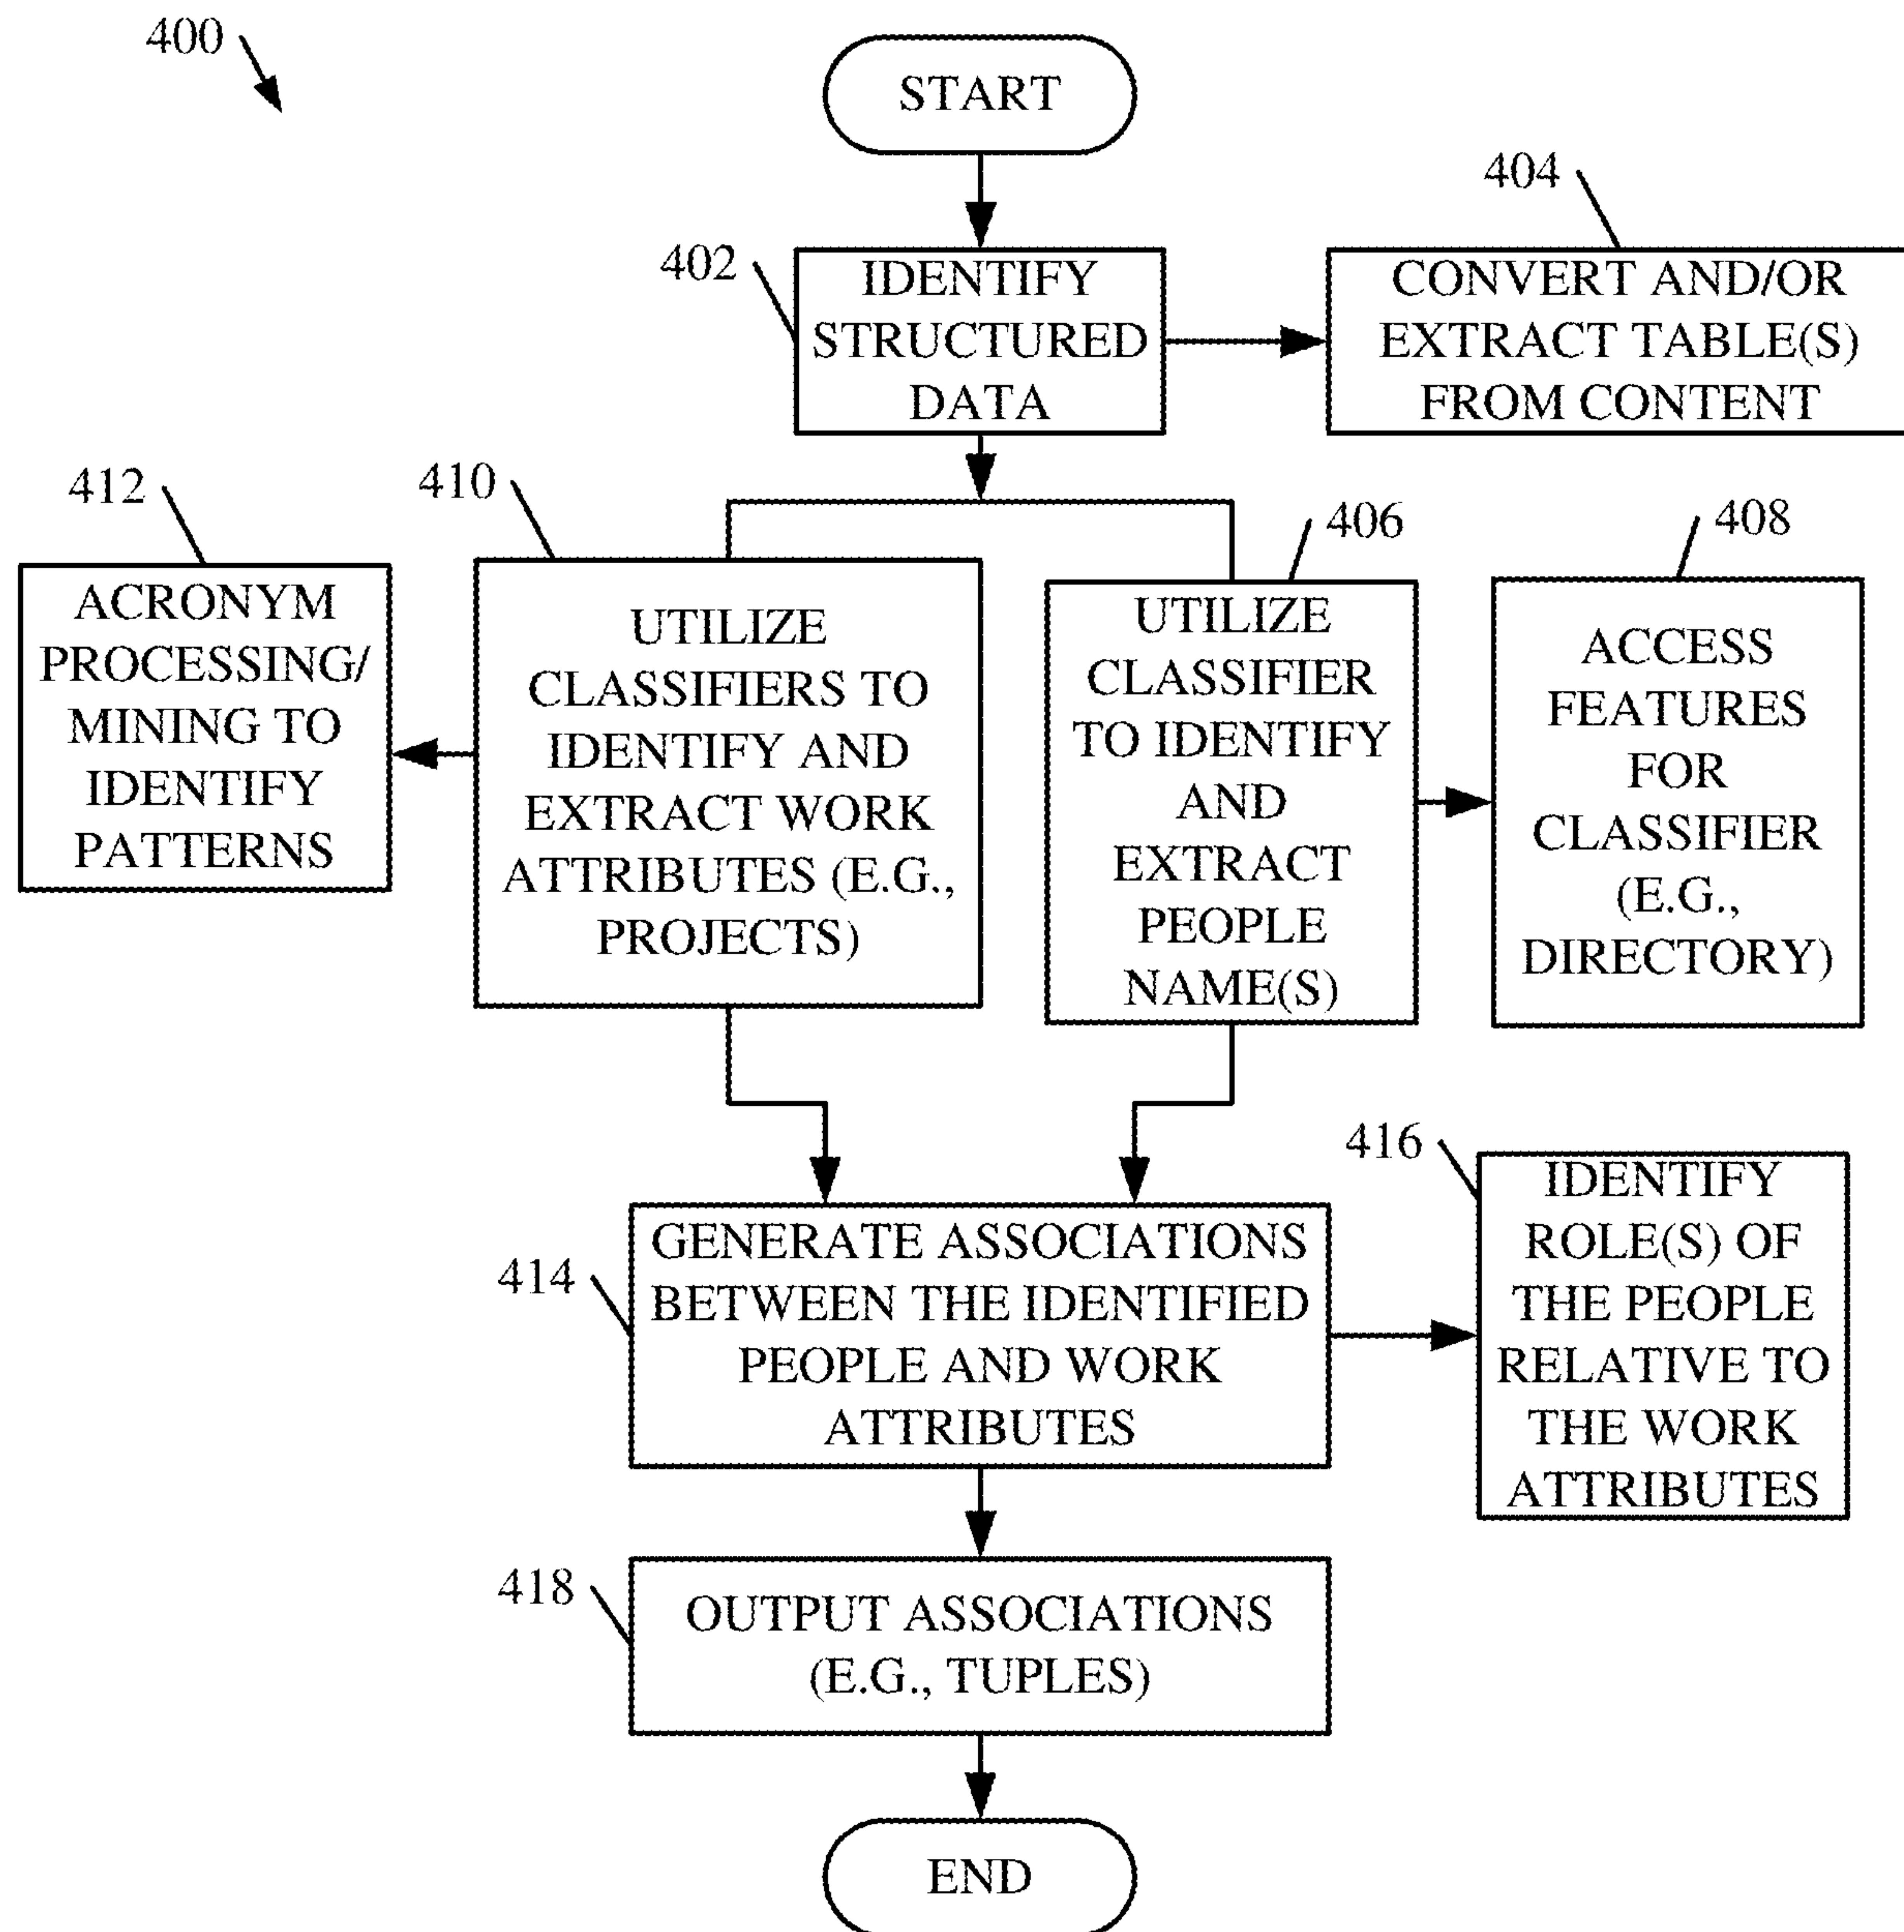 400
START
402
IDENTIFY
STRUCTURED
DATA
404
CONVERT AND/OR
EXTRACT TABLE(S)
FROM CONTENT
412
ACRONYM
PROCESSING/
MINING TO
IDENTIFY
PATTERNS
410
UTILIZE
CLASSIFIERS TO
IDENTIFY AND
EXTRACT WORK
ATTRIBUTES (E.G.,
PROJECTS)
406
UTILIZE
CLASSIFIER
TO IDENTIFY
AND
EXTRACT
PEOPLE
NAME(S)
408
ACCESS
FEATURES
FOR
CLASSIFIER
(E.G.,
DIRECTORY)
414
GENERATE ASSOCIATIONS
BETWEEN THE IDENTIFIED
PEOPLE AND WORK
ATTRIBUTES
416
IDENTIFY
ROLE(S) OF
THE PEOPLE
RELATIVE TO
THE WORK
ATTRIBUTES
418
OUTPUT ASSOCIATIONS
(E.G., TUPLES)
END